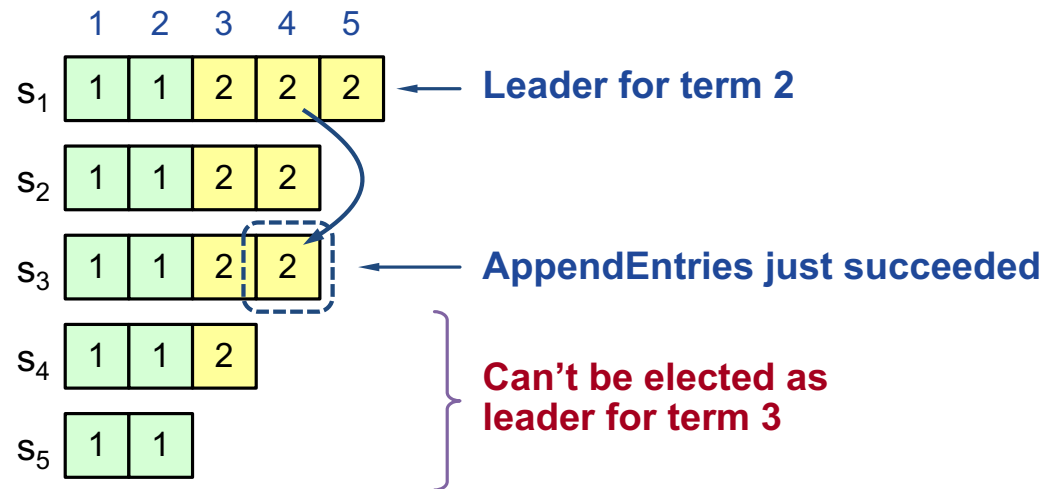 1 2 3 4 5
s1 1 1 2 2 2 Leader for term 2
s2 1 1 2 2
s3 1 1 2 2 AppendEntries just succeeded
s4 1 1 2
Can’t be elected as
leader for term 3
s5 1 1